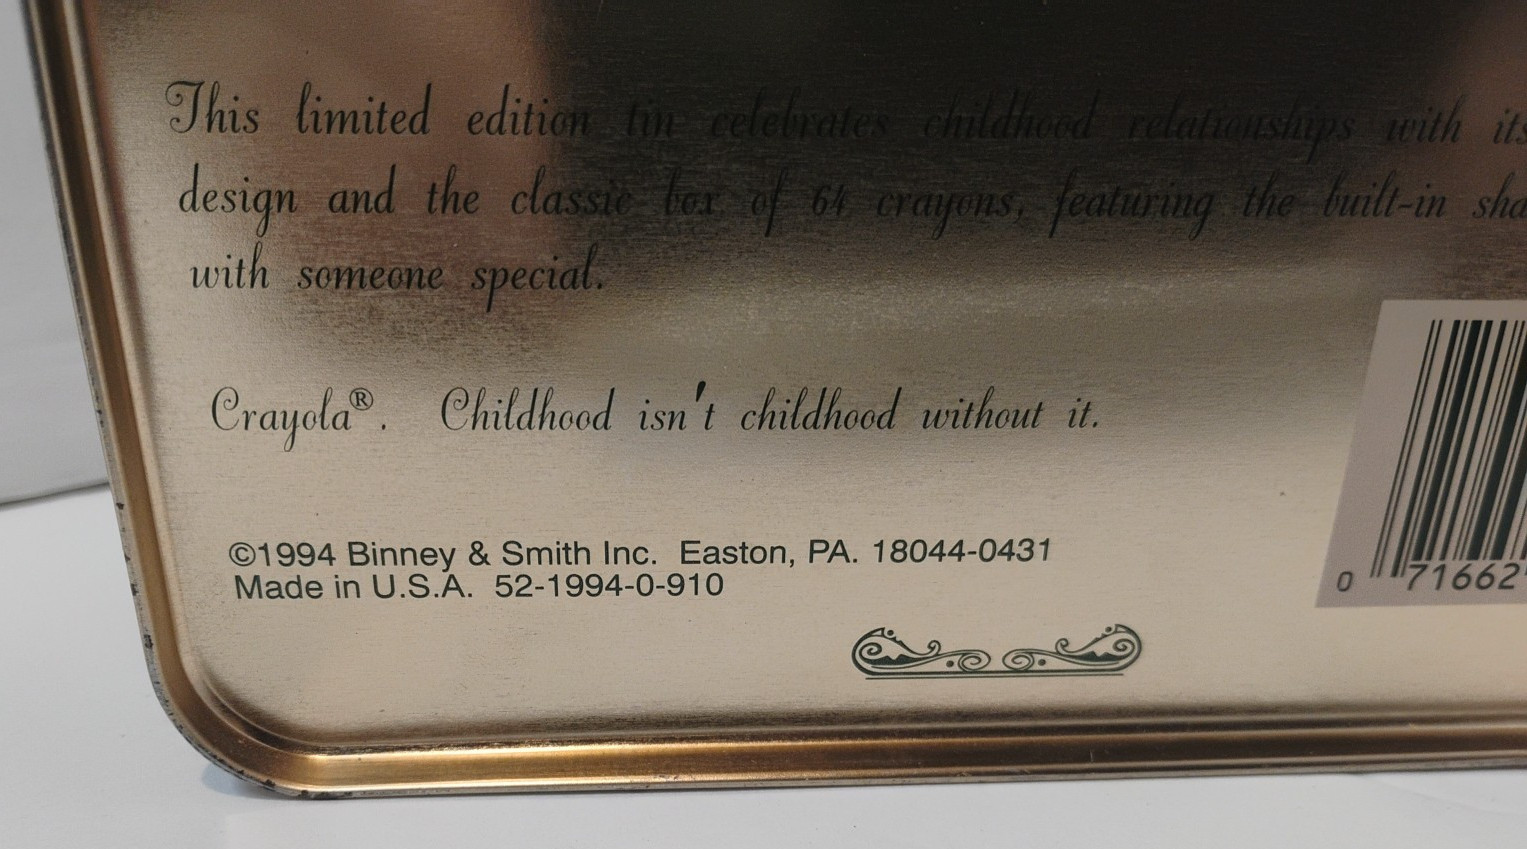 This limited edition tin celebrates childhood relationships with its
design and the classic box of 64 crayons, featuring the built-in sha
with someone special.
Crayola®. Childhood isn't childhood without it.
©1994 Binney & Smith Inc. Easton, PA. 18044-0431
Made in U.S.A. 52-1994-0-910
0 71662